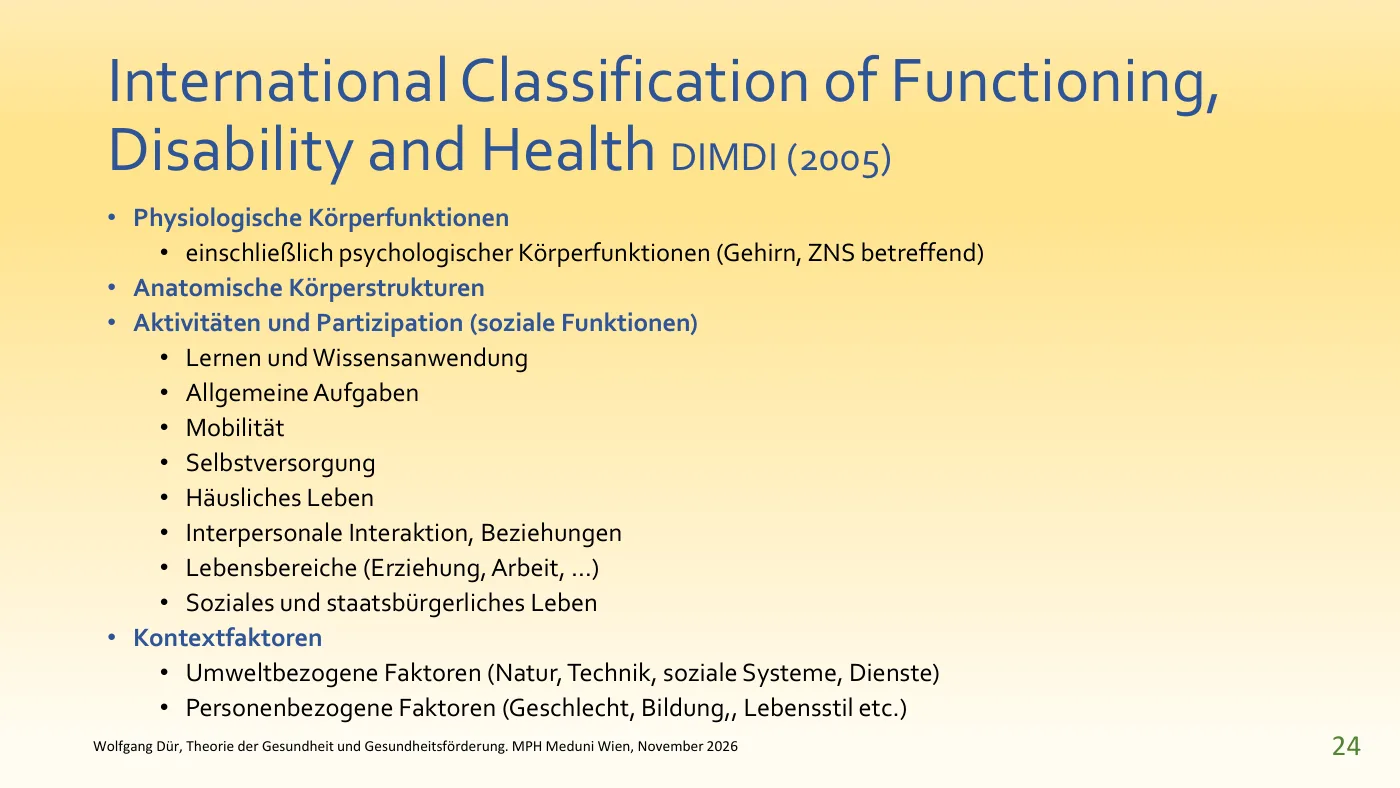 International Classification of Functioning,
Disability and Health DIMDI (2005)
• Physiologische Körperfunktionen
• einschließlich psychologischer Körperfunktionen (Gehirn, ZNS betreffend)
• Anatomische Körperstrukturen
• Aktivitäten und Partizipation (soziale Funktionen)
• Lernen und Wissensanwendung
• Allgemeine Aufgaben
• Mobilität
• Selbstversorgung
• Häusliches Leben
• Interpersonale Interaktion, Beziehungen
• Lebensbereiche (Erziehung, Arbeit, …)
• Soziales und staatsbürgerliches Leben
• Kontextfaktoren
• Umweltbezogene Faktoren (Natur, Technik, soziale Systeme, Dienste)
• Personenbezogene Faktoren (Geschlecht, Bildung,, Lebensstil etc.)
Wolfgang Dür, Theorie der Gesundheit und Gesundheitsförderung. MPH Meduni Wien, November 2026
24